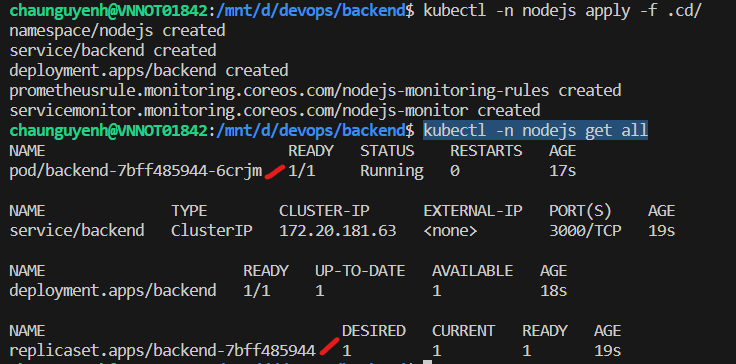 chaunguyenh@VNNOT01842:/mnt/d/devops/backend$ kubectl -n nodejs apply -f .cd/
namespace/nodejs created
service/backend created
deployment.apps/backend created
prometheusrule.monitoring.coreos.com/nodejs-monitoring-rules created
servicemonitor.monitoring.coreos.com/nodejs-monitor created
chaunguyenh@VNNOT01842:/mnt/d/devops/backend$ kubectl -n nodejs get all
NAME READY STATUS RESTARTS AGE
pod/backend-7bff485944-6crjm 1/1 Running 0 17s
NAME TYPE CLUSTER-IP EXTERNAL-IP PORT(S) AGE
service/backend ClusterIP 172.20.181.63 <none> 3000/TCP 19s
NAME READY UP-TO-DATE AVAILABLE AGE
deployment.apps/backend 1/1 1 1 18s
NAME DESIRED CURRENT READY AGE
replicaset.apps/backend-7bff485944 1 1 1 19s
chaunguyenh@VNNOT01842:/mnt/d/devops/backend$